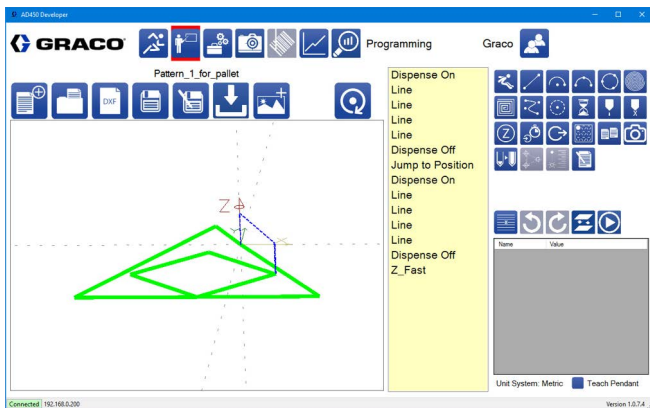 AD450 Developer
GRACO
Programming
Graco
Pattern_1_for_pallet
DXF
Z
Dispense On
Line
Line
Line
Line
Dispense Off
Jump to Position
Dispense On
Line
Line
Line
Line
Dispense Off
Z_Fast
Z
Name Value
Unit System: Metric Teach Pendant
Connected 192.168.0.200
Version 1.0.7.4